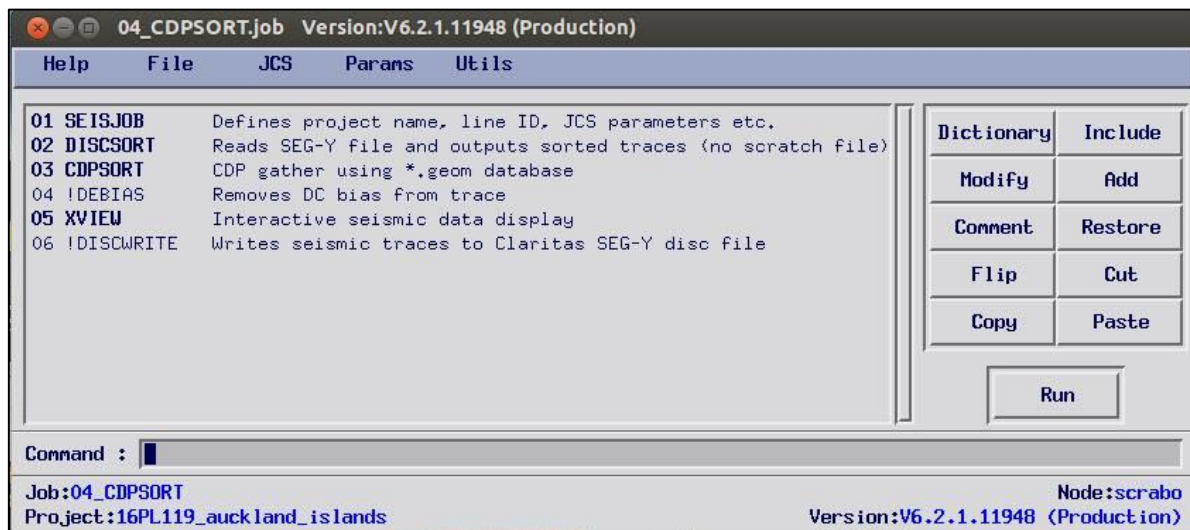 04_CDPSORT.job Version:V6.2.1.11948 (Production)
Help File JCS Params Utils
01 SEISJOB Defines project name, line ID, JCS parameters etc.
02 DISCSORT Reads SEG-Y file and outputs sorted traces (no scratch file)
03 CDPSORT CDP gather using *.geom database
04 !DEBIAS Removes DC bias from trace
05 XVIEW Interactive seismic data display
06 !DISCWRITE Writes seismic traces to Claritas SEG-Y disc file
Dictionary Include
Modify Add
Comment Restore
Flip Cut
Copy Paste
Run
Command :
Job:04_CDPSORT Node:scrabo
Project:16PL119_auckland_islands Version:V6.2.1.11948 (Production)